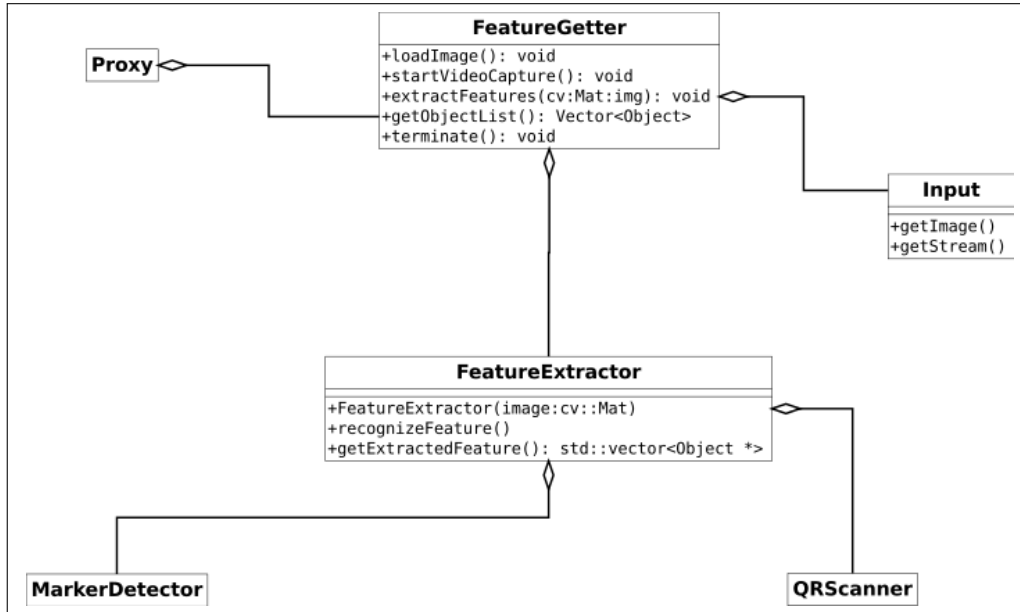 FeatureGetter
+loadImage(): void
+startVideoCapture(): void
+extractFeatures(cv:Mat:img): void
+getObjectList(): Vector<Object>
+terminate(): void
Proxy
Input
+getImage()
+getStream()
FeatureExtractor
+FeatureExtractor(image:cv::Mat)
+recognizeFeature()
+getExtractedFeature(): std::vector<Object *>
MarkerDetector
QRScanner